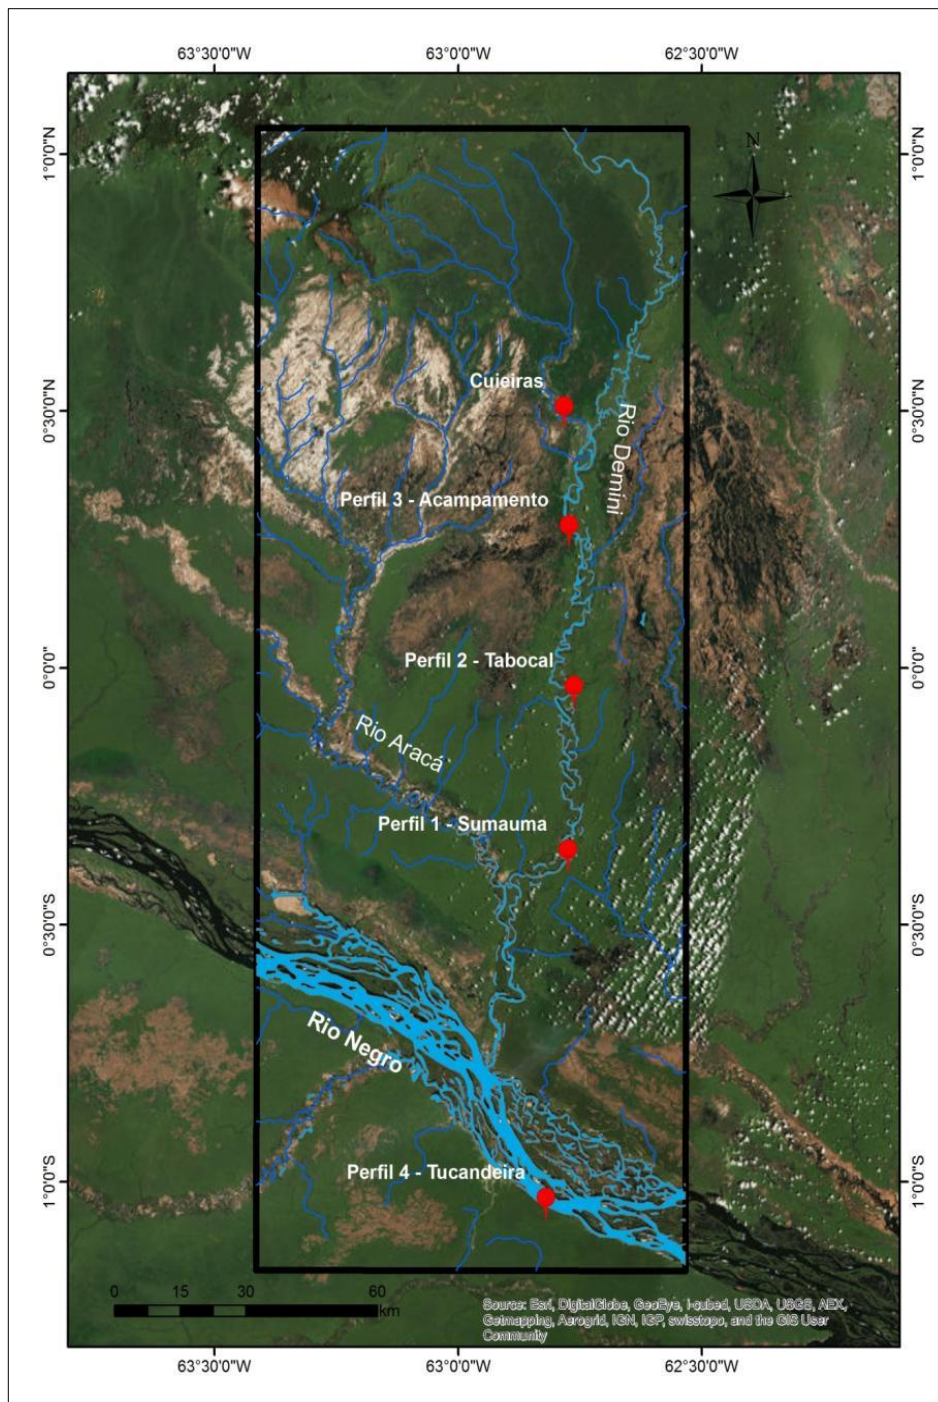 63°30'0"W 63°0'0"W 62°30'0"W
N
1°0'0"N 1°0'0"N
Cuieiras
0°30'0"N 0°30'0"N
Rio Demíni
Perfil 3 - Acampamento
Perfil 2 - Tabocal
0°0'0" 0°0'0"
Rio Aracá
Perfil 1 - Sumauma
0°30'0"S 0°30'0"S
Rio Negro
Perfil 4 - Tucandeira
1°0'0"S 1°0'0"S
0 15 30 60
km
Source: Esri, DigitalGlobe, GeoEye, i-cubed, USDA, USGS, AEX,
Getmapping, Aerogrid, IGN, IGP, swisstopo, and the GIS User
Community
63°30'0"W 63°0'0"W 62°30'0"W